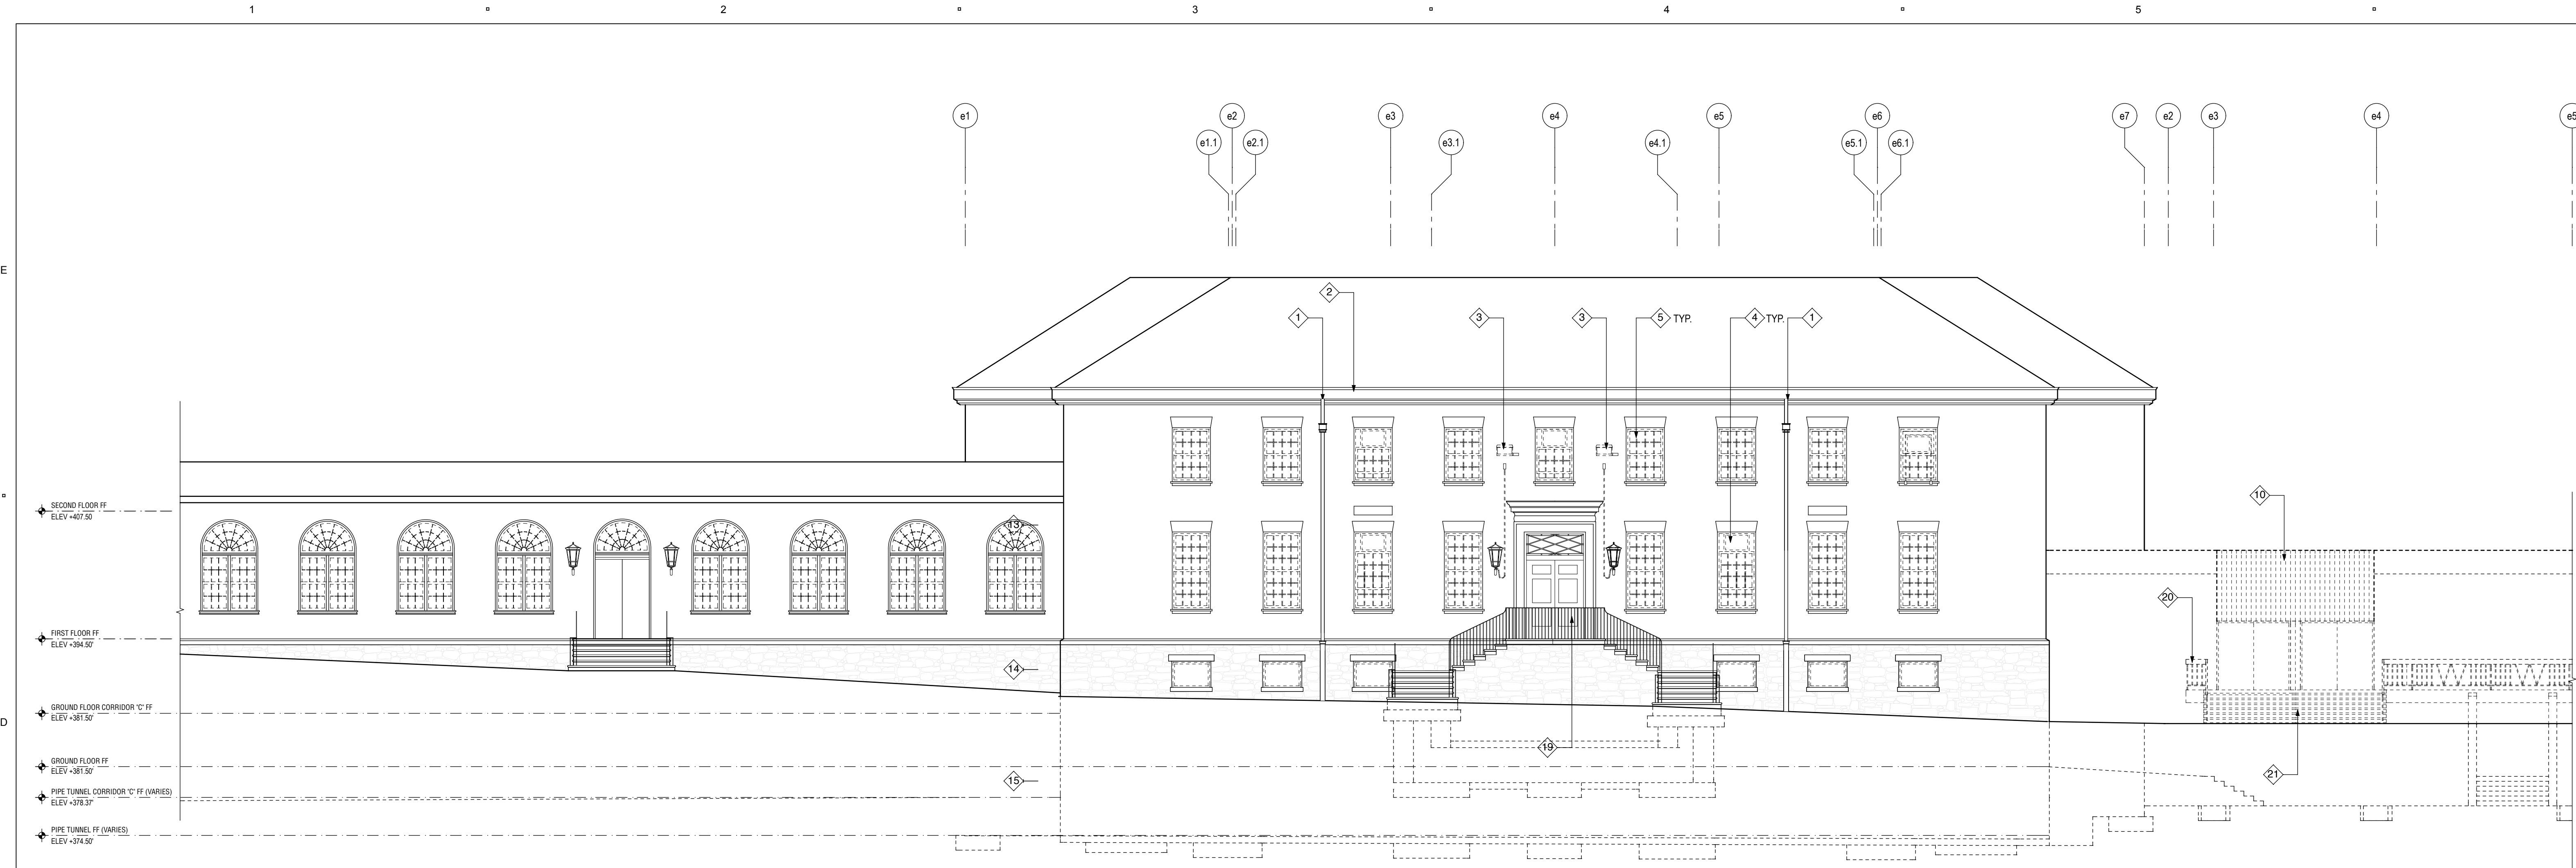 1
2
3
4
5
e1
e2
e3
e4
e5
e6
e7
e2
e3
e4
e5
e1.1
e2.1
e3.1
e4.1
e5.1
e6.1
E
2
1
3
3
5 TYP.
4 TYP.
1
10
SECOND FLOOR FF
ELEV +407.50
13
20
FIRST FLOOR FF
ELEV +394.50'
14
GROUND FLOOR CORRIDOR "C" FF
ELEV +381.50'
D
19
GROUND FLOOR FF
ELEV +381.50'
21
15
PIPE TUNNEL CORRIDOR "C" FF (VARIES)
ELEV +378.37'
PIPE TUNNEL FF (VARIES)
ELEV +374.50'